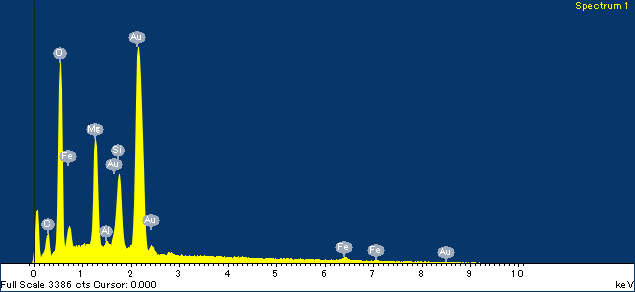 Spectrum 1
Au
O
Mg
Si
Fe
Au
Au
C
Al
Fe
Fe
Au
0 1 2 3 4 5 6 7 8 9 10
Full Scale 3386 cts Cursor: 0.000 keV